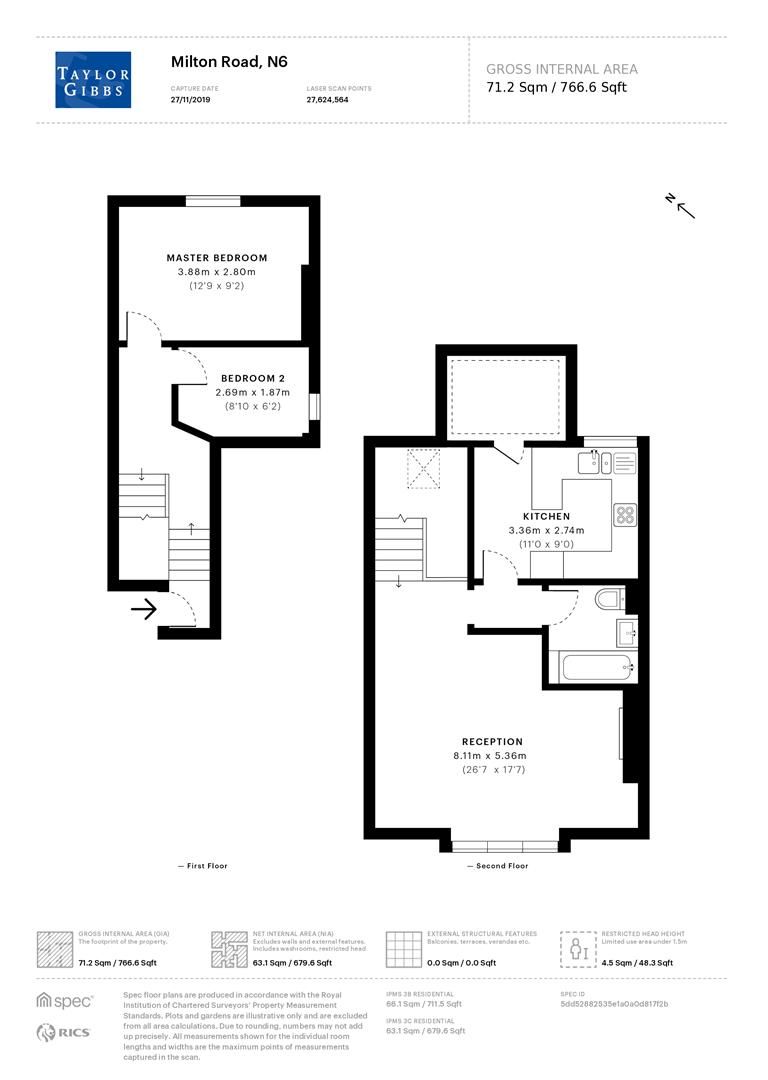 TAYLOR
GIBBS
Milton Road, N6
CAPTURE DATE
27/11/2019
LASER SCAN POINTS
27,624,564
GROSS INTERNAL AREA
71.2 Sqm / 766.6 Sqft
N
MASTER BEDROOM
3.88m x 2.80m
(12'9 x 9'2)
BEDROOM 2
2.69m x 1.87m
(8'10 x 6'2)
KITCHEN
3.36m x 2.74m
(11'0 x 9'0)
RECEPTION
8.11m x 5.36m
(26'7 x 17'7)
— First Floor
— Second Floor
GROSS INTERNAL AREA (GIA)
The footprint of the property.
71.2 Sqm / 766.6 Sqft
NET INTERNAL AREA (NIA)
Excludes walls and external features.
Includes washrooms, restricted head
63.1 Sqm / 679.6 Sqft
EXTERNAL STRUCTURAL FEATURES
Balconies, terraces, verandas etc.
0.0 Sqm / 0.0 Sqft
RESTRICTED HEAD HEIGHT
Limited use area under 1.5m
4.5 Sqm / 48.3 Sqft
spec
RICS
Spec floor plans are produced in accordance with the Royal
Institution of Chartered Surveyors' Property Measurement
Standards. Plots and gardens are illustrative only and are excluded
from all area calculations. Due to rounding, numbers may not add
up precisely. All measurements shown for the individual room
lengths and widths are the maximum points of measurements
captured in the scan.
IPMS 3B RESIDENTIAL
66.1 Sqm / 711.5 Sqft
IPMS 3C RESIDENTIAL
63.1 Sqm / 679.6 Sqft
SPEC ID
5dd52882535e1a0a0d817f2b